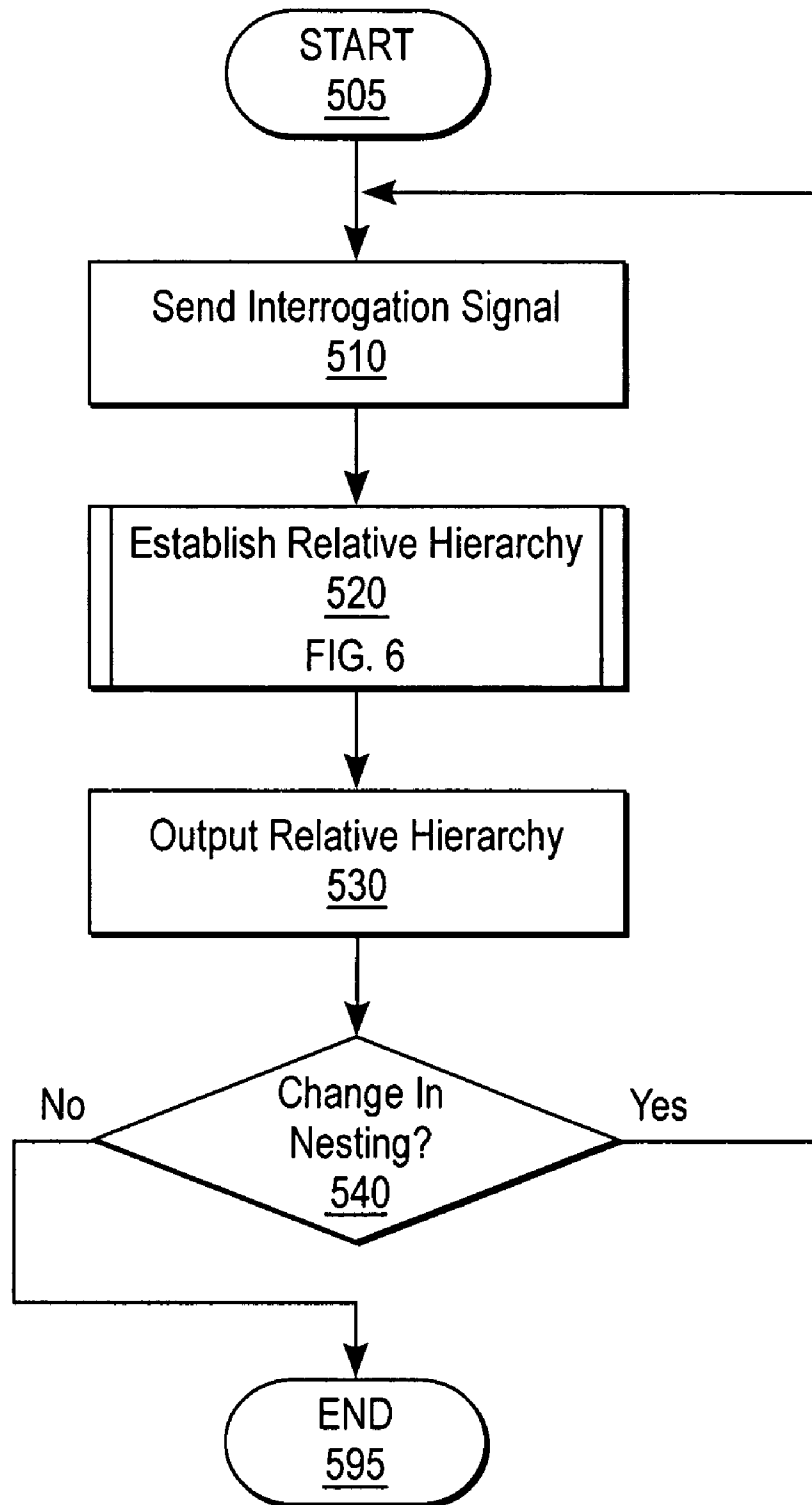 START
505
Send Interrogation Signal
510
Establish Relative Hierarchy
520
FIG. 6
Output Relative Hierarchy
530
No
Change In
Nesting?
540
Yes
END
595